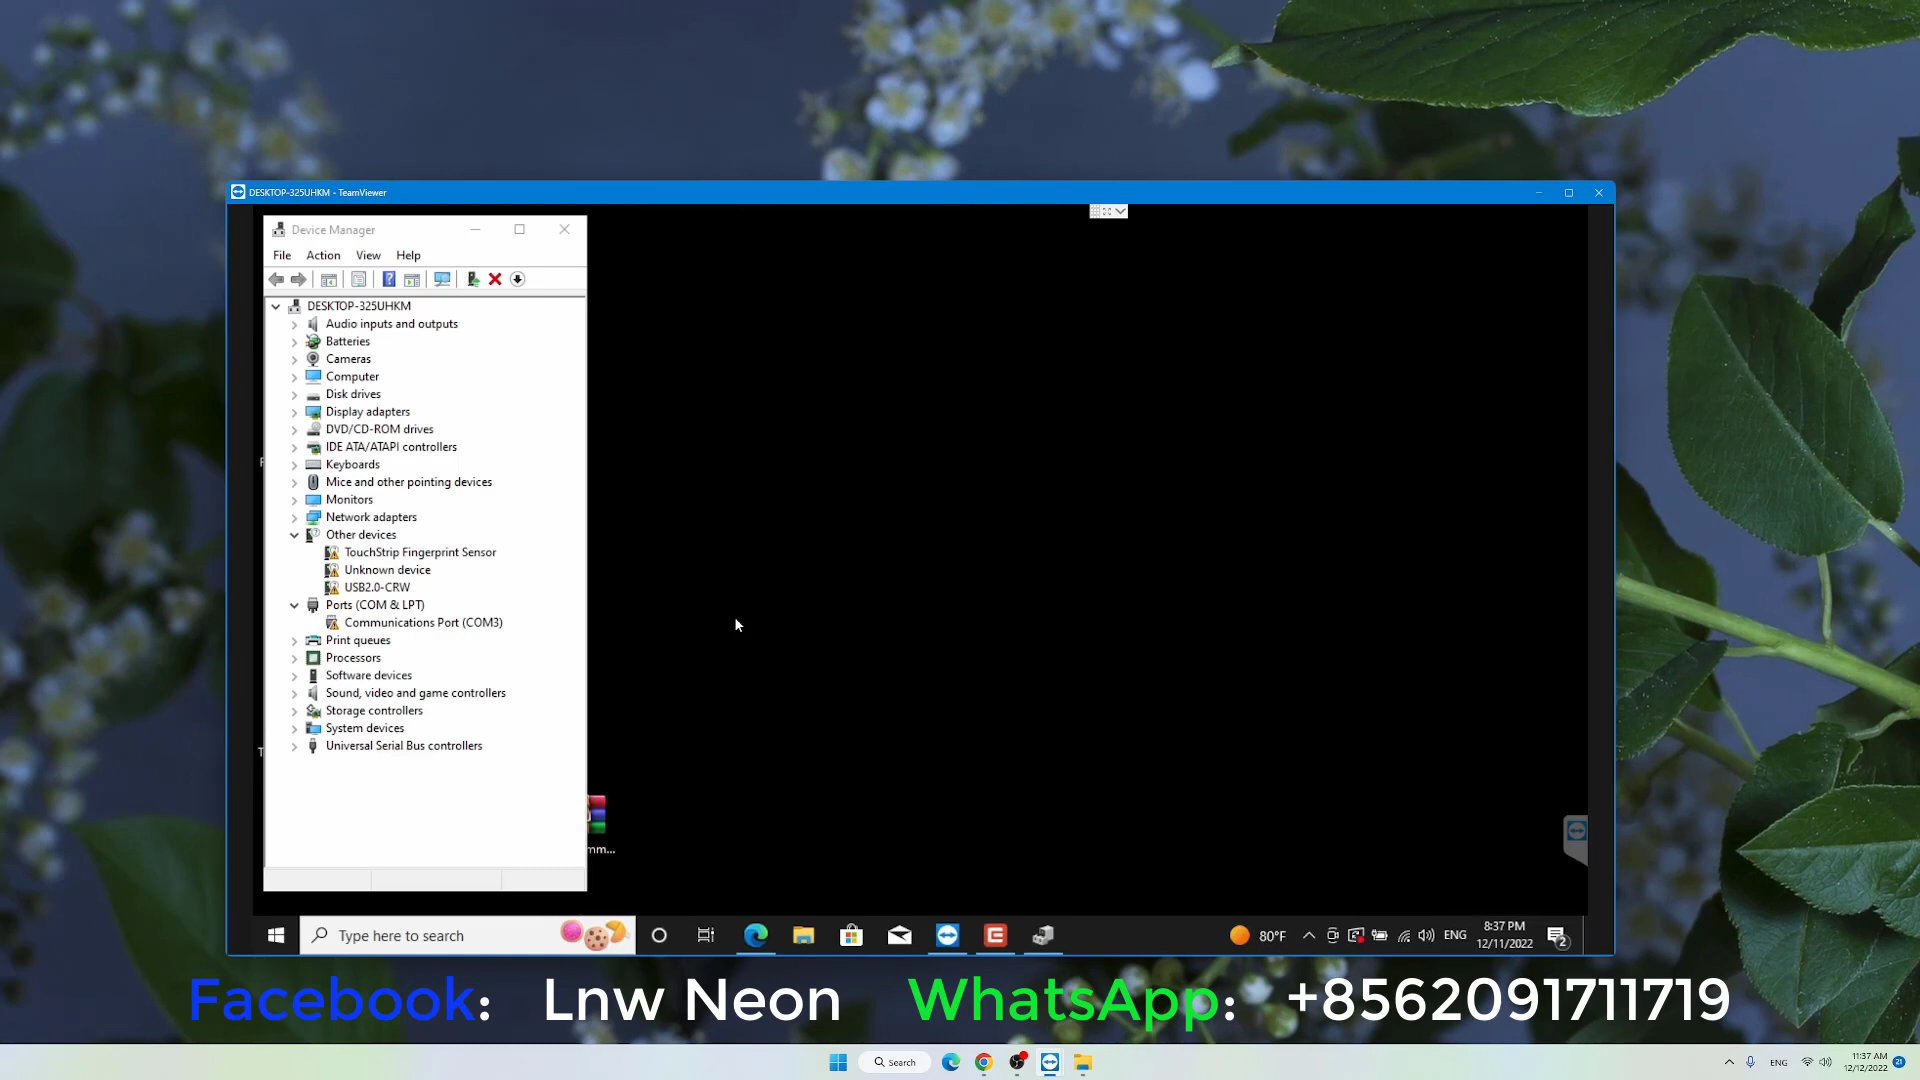 DESKTOP-325UHKM - TeamViewer
Device Manager
File Action View Help
DESKTOP-325UHKM
Audio inputs and outputs
Batteries
Cameras
Computer
Disk drives
Display adapters
DVD/CD-ROM drives
IDE ATA/ATAPI controllers
Keyboards
Mice and other pointing devices
Monitors
Network adapters
Other devices
TouchStrip Fingerprint Sensor
Unknown device
USB2.0-CRW
Ports (COM & LPT)
Communications Port (COM3)
Print queues
Processors
Software devices
Sound, video and game controllers
Storage controllers
System devices
Universal Serial Bus controllers
mm...
Type here to search
80°F
ENG
8:37 PM
12/11/2022
2
Facebook: Lnw Neon WhatsApp: +8562091711719
Search
ENG
11:37 AM
12/12/2022
21